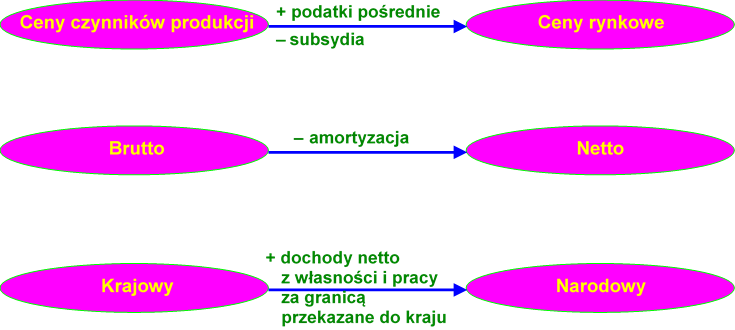 Ceny czynników produkcji
+ podatki pośrednie
– subsydia
Ceny rynkowe
Brutto
– amortyzacja
Netto
Krajowy
+ dochody netto
z własności i pracy
za granicą
przekazane do kraju
Narodowy